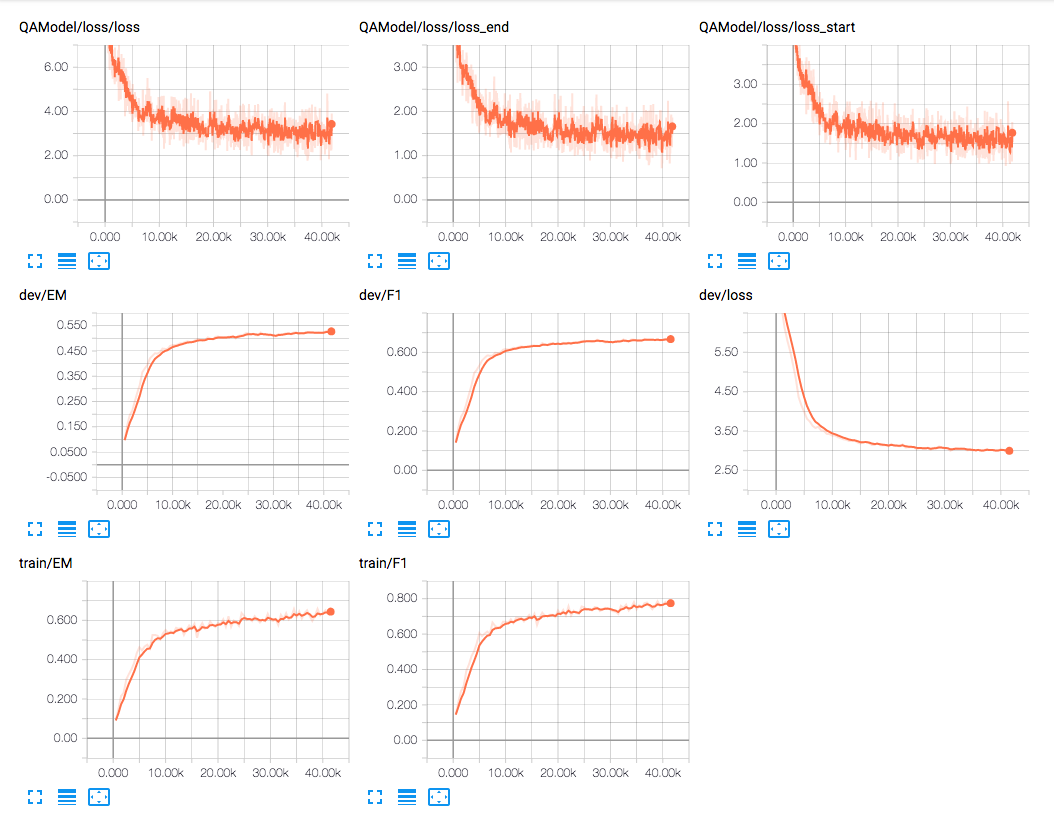 QAModel/loss/loss
QAModel/loss/loss_end
QAModel/loss/loss_start
6.00
4.00
2.00
0.00
0.000 10.00k 20.00k 30.00k 40.00k
3.00
2.00
1.00
0.00
0.000 10.00k 20.00k 30.00k 40.00k
3.00
2.00
1.00
0.00
0.000 10.00k 20.00k 30.00k 40.00k
dev/EM
dev/F1
dev/loss
0.550
0.450
0.350
0.250
0.150
0.0500
-0.0500
0.000 10.00k 20.00k 30.00k 40.00k
0.600
0.400
0.200
0.00
0.000 10.00k 20.00k 30.00k 40.00k
5.50
4.50
3.50
2.50
0.000 10.00k 20.00k 30.00k 40.00k
train/EM
train/F1
0.600
0.400
0.200
0.00
0.000 10.00k 20.00k 30.00k 40.00k
0.800
0.600
0.400
0.200
0.00
0.000 10.00k 20.00k 30.00k 40.00k